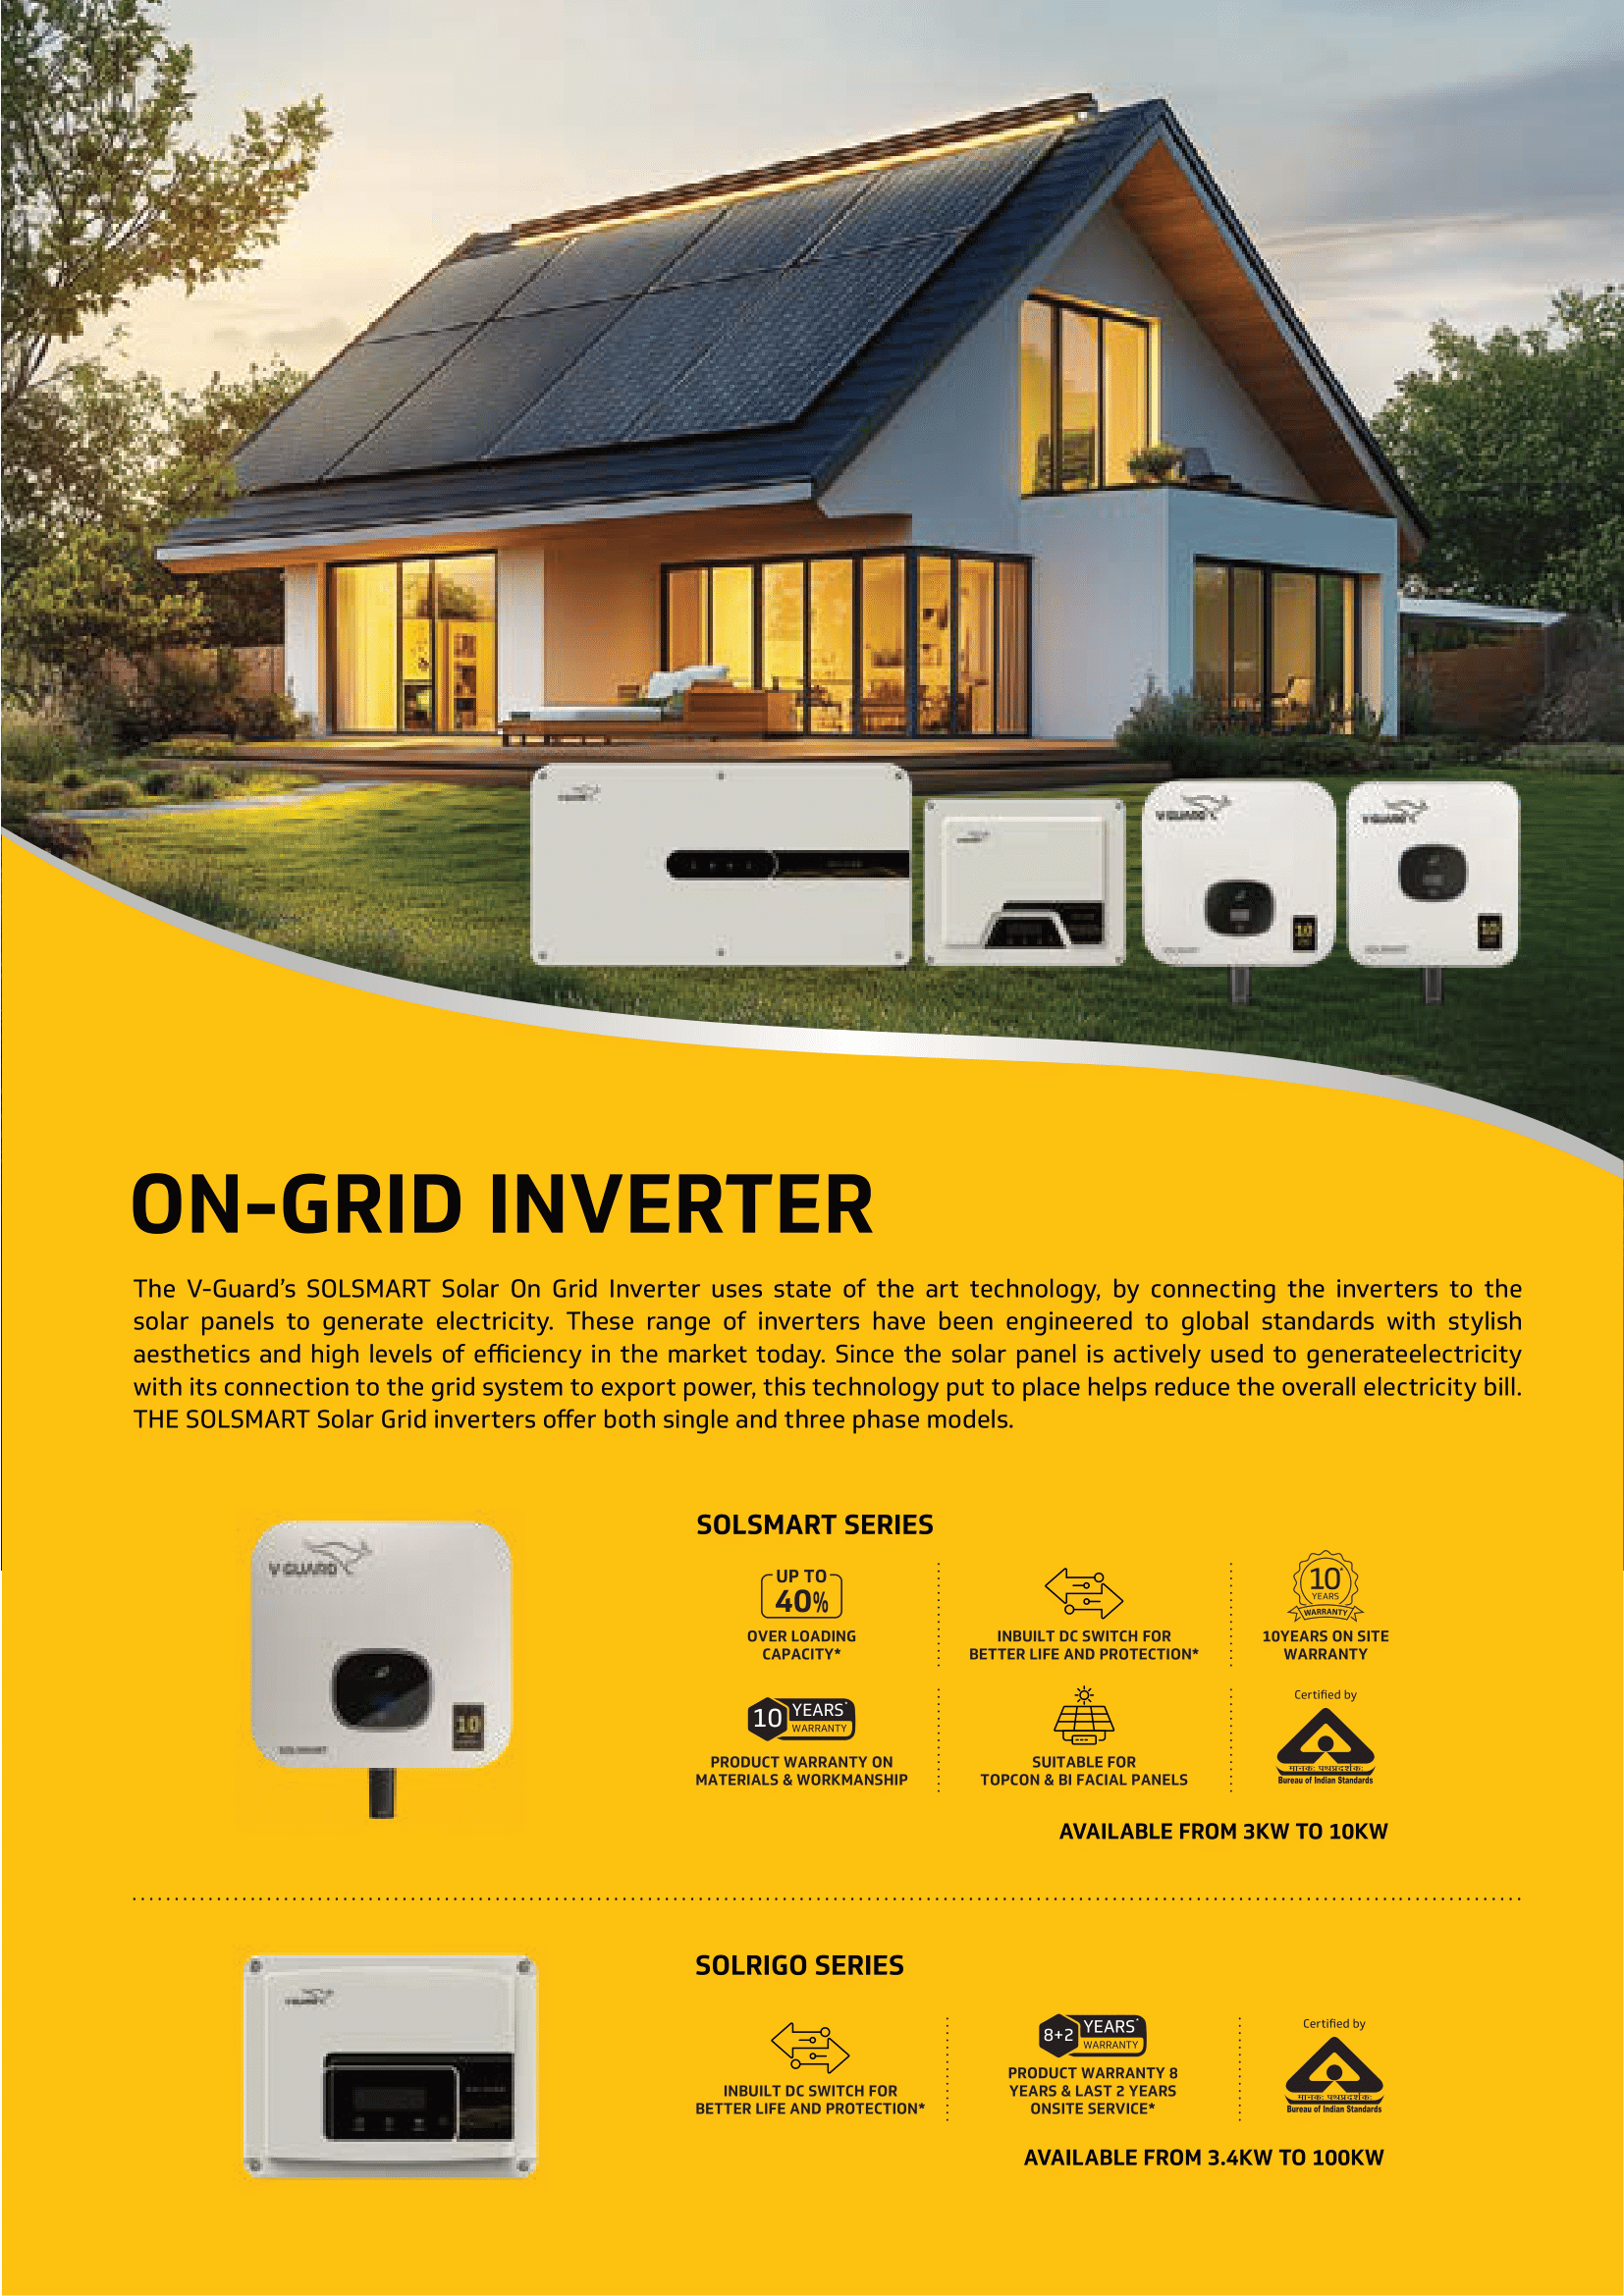 V-GUARD
V-GUARD
10
10
ON-GRID INVERTER
The V-Guard’s SOLSMART Solar On Grid Inverter uses state of the art technology, by connecting the inverters to the
solar panels to generate electricity. These range of inverters have been engineered to global standards with stylish
aesthetics and high levels of efficiency in the market today. Since the solar panel is actively used to generateelectricity
with its connection to the grid system to export power, this technology put to place helps reduce the overall electricity bill.
THE SOLSMART Solar Grid inverters offer both single and three phase models.
V-GUARD
10
SOLSMART
SOLSMART SERIES
UP TO
40%
OVER LOADING
CAPACITY*
INBUILT DC SWITCH FOR
BETTER LIFE AND PROTECTION*
10*
YEARS
WARRANTY
10YEARS ON SITE
WARRANTY
10 YEARS*
WARRANTY
PRODUCT WARRANTY ON
MATERIALS & WORKMANSHIP
SUITABLE FOR
TOPCON & BI FACIAL PANELS
Certified by
मानकः पथप्रदर्शकः
Bureau of Indian Standards
AVAILABLE FROM 3KW TO 10KW
V-GUARD
SOLRIGO SERIES
INBUILT DC SWITCH FOR
BETTER LIFE AND PROTECTION*
8+2 YEARS*
WARRANTY
PRODUCT WARRANTY 8
YEARS & LAST 2 YEARS
ONSITE SERVICE*
Certified by
मानकः पथप्रदर्शकः
Bureau of Indian Standards
AVAILABLE FROM 3.4KW TO 100KW